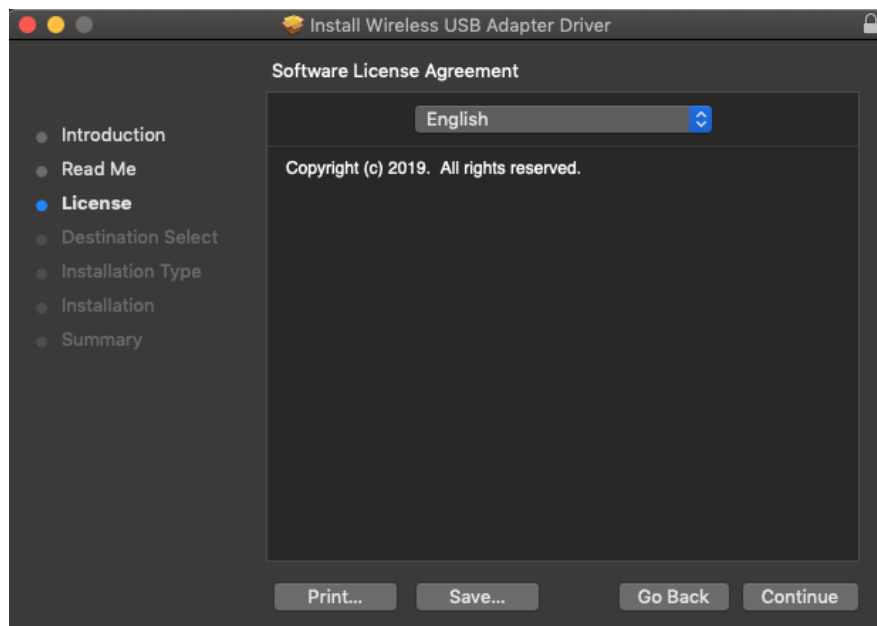 Install Wireless USB Adapter Driver
Software License Agreement
Introduction
Read Me
License
Destination Select
Installation Type
Installation
Summary
English
Copyright (c) 2019.  All rights reserved.
Print...
Save...
Go Back
Continue